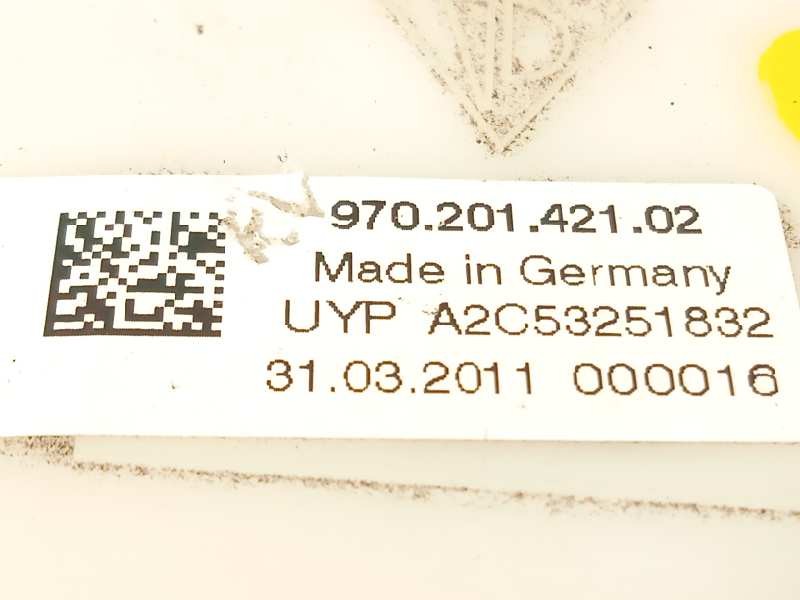 970.201.421.02
Made in Germany
UYP A2C53251832
31.03.2011 000016